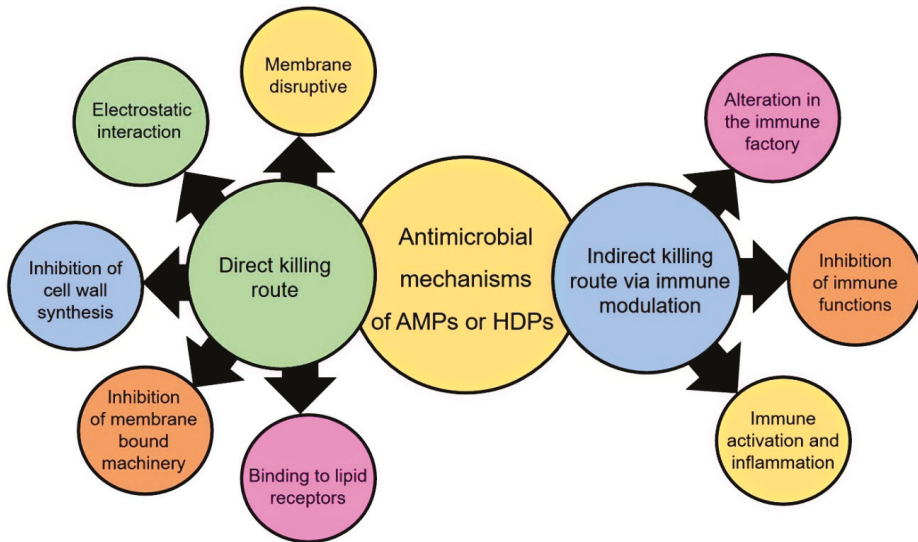 Membrane
disruptive
Electrostatic
interaction
Inhibition of
cell wall
synthesis
Inhibition
of membrane
bound
machinery
Binding to lipid
receptors
Direct killing
route
Antimicrobial
mechanisms
of AMPs or HDPs
Indirect killing
route via immune
modulation
Alteration in
the immune
factory
Inhibition
of immune
functions
Immune
activation and
inflammation